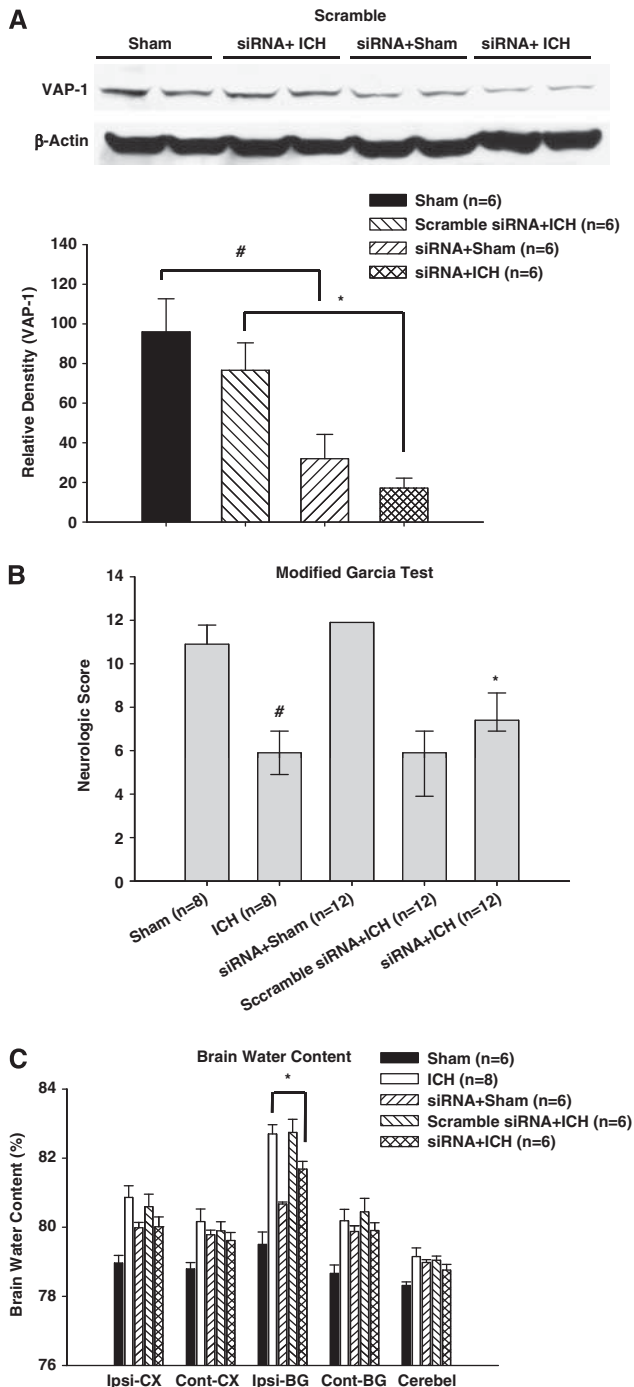 A
Scramble
Sham siRNA+ ICH siRNA+Sham siRNA+ ICH
VAP-1
β-Actin
Sham (n=6)
Scramble siRNA+ICH (n=6)
siRNA+Sham (n=6)
siRNA+ICH (n=6)
Relative Denstity (VAP-1)
140
120
100
80
60
40
20
0
#
*
B
Modified Garcia Test
Neurologic Score
14
12
10
8
6
4
2
0
#
*
Sham (n=8)
ICH (n=8)
siRNA+Sham (n=12)
Sccramble siRNA+ICH (n=12)
siRNA+ICH (n=12)
C
Brain Water Content
Sham (n=6)
ICH (n=8)
siRNA+Sham (n=6)
Scramble siRNA+ICH (n=6)
siRNA+ICH (n=6)
*
Brain Water Content (%)
84
82
80
78
76
Ipsi-CX Cont-CX Ipsi-BG Cont-BG Cerebel